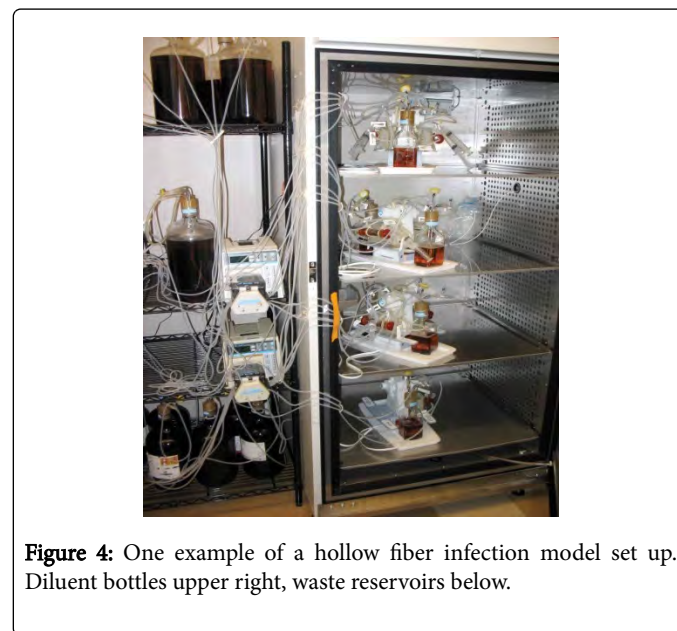 Figure 4: One example of a hollow fiber infection model set up.
Diluent bottles upper right, waste reservoirs below.